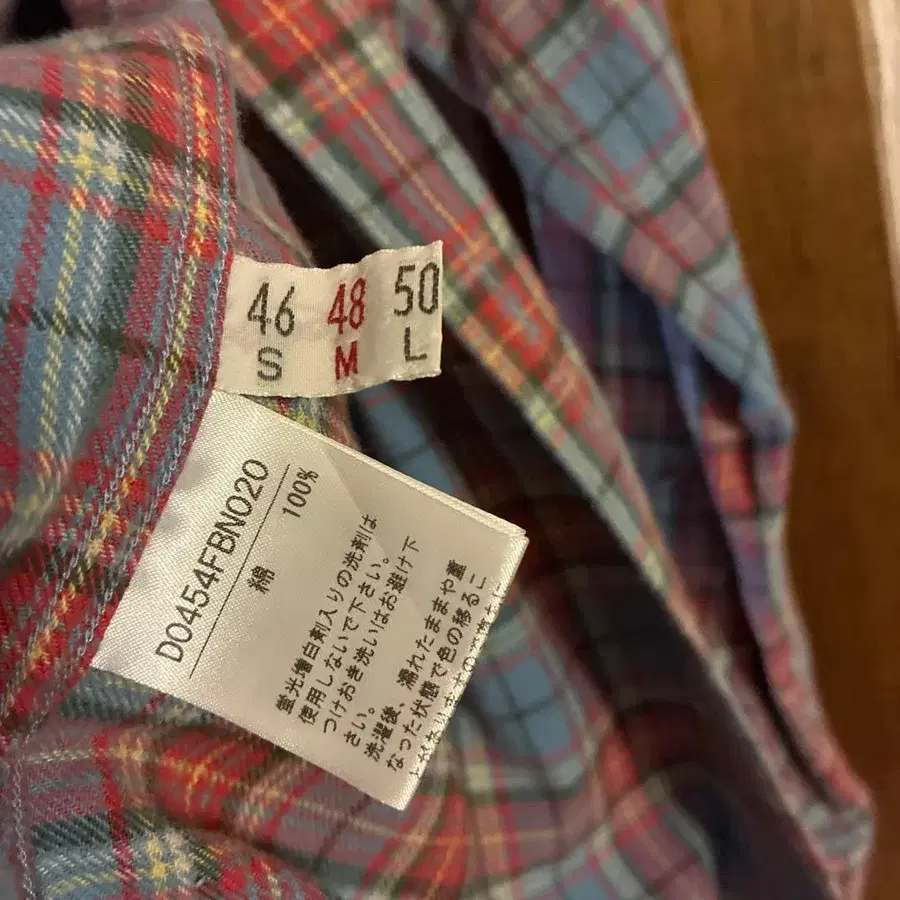 46 48 50
S M L
D0454FBN020
綿 100%
蛍光増白剤入りの洗剤は
使用しないで下さい。
つけおき洗いはお避け下
さい。
洗濯後、濡れたままや重
なった状態で色の移るこ